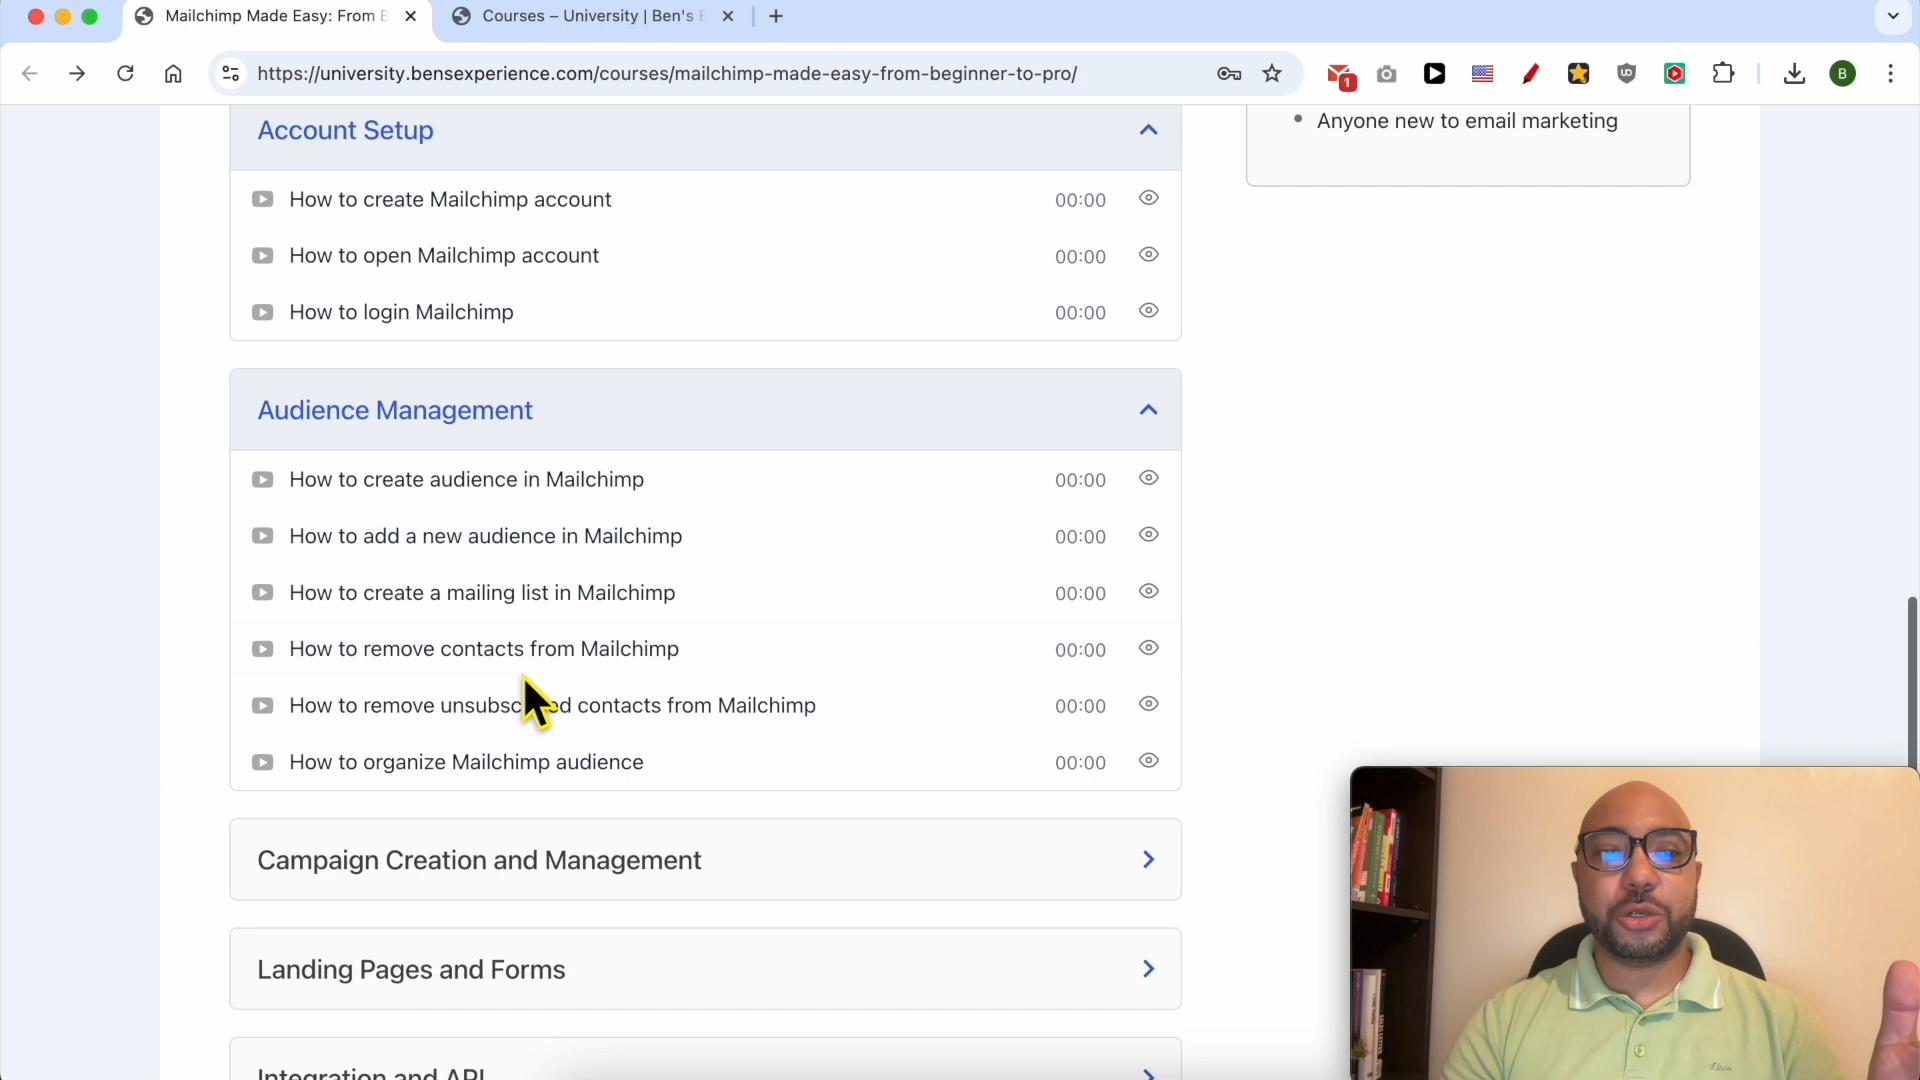 Mailchimp Made Easy: From B
Courses – University | Ben's E
https://university.bensexperience.com/courses/mailchimp-made-easy-from-beginner-to-pro/
1
B
Account Setup
Anyone new to email marketing
How to create Mailchimp account 00:00
How to open Mailchimp account 00:00
How to login Mailchimp 00:00
Audience Management
How to create audience in Mailchimp 00:00
How to add a new audience in Mailchimp 00:00
How to create a mailing list in Mailchimp 00:00
How to remove contacts from Mailchimp 00:00
How to remove unsubsc ed contacts from Mailchimp 00:00
How to organize Mailchimp audience 00:00
Campaign Creation and Management
Landing Pages and Forms
Integration and API